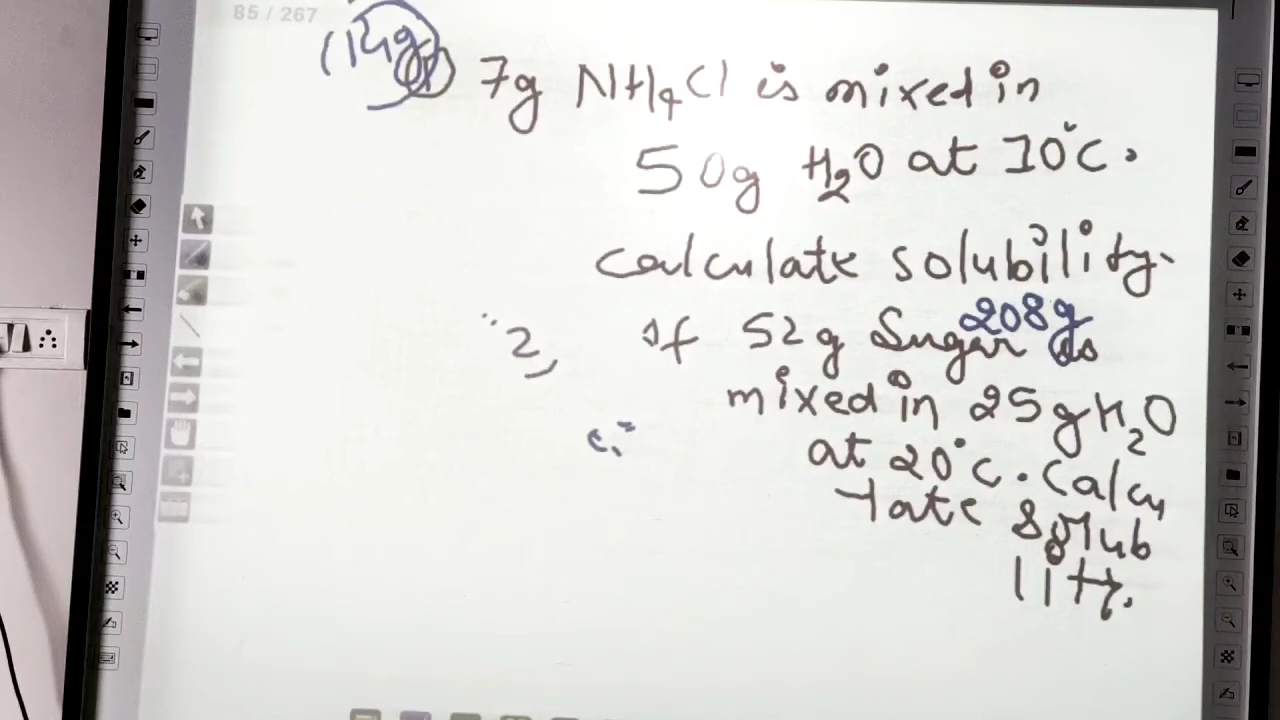 85 / 267
(14g)
1) 7g NH4Cl is mixed in
50g H2O at 10°C.
calculate solubility.
208g
2, If 52g Sugar is
mixed in 25g H2O
at 20°C. Calcu
late solub
lity.